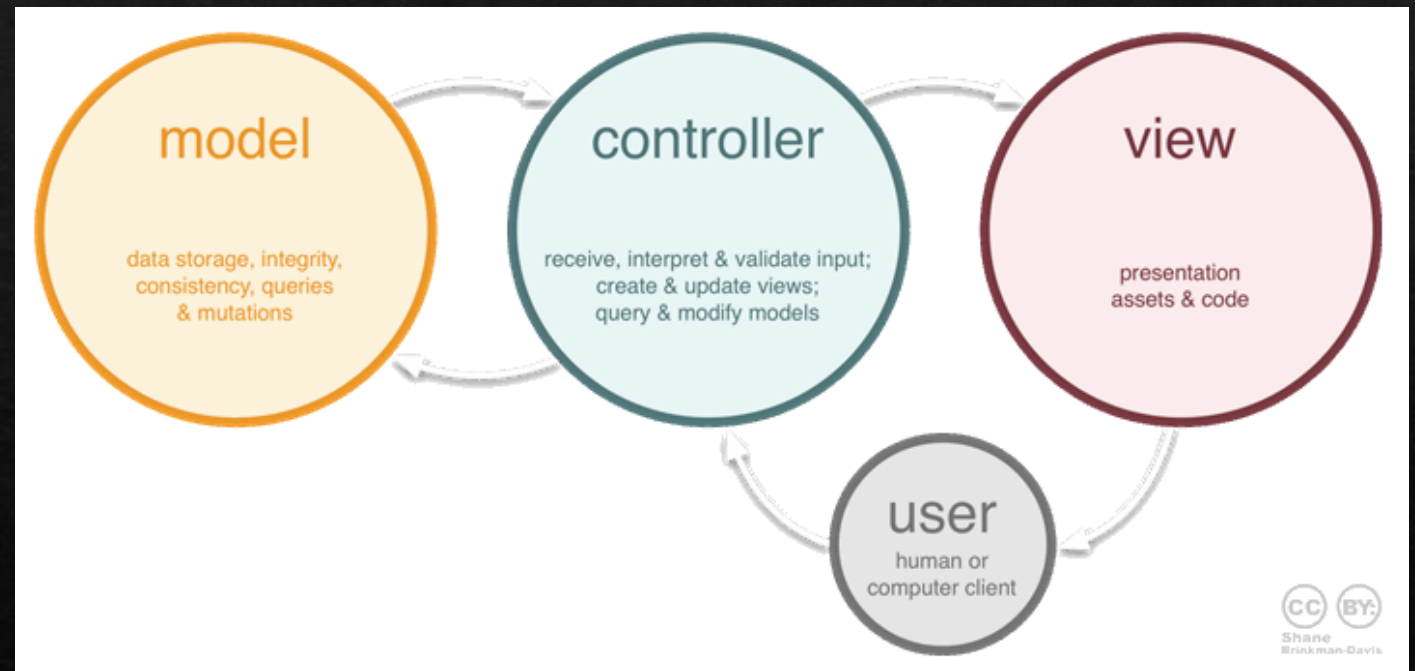 model
data storage, integrity,
consistency, queries
& mutations
controller
receive, interpret & validate input;
create & update views;
query & modify models
view
presentation
assets & code
user
human or
computer client
CC BY:
Shane
Brinkman-Davis